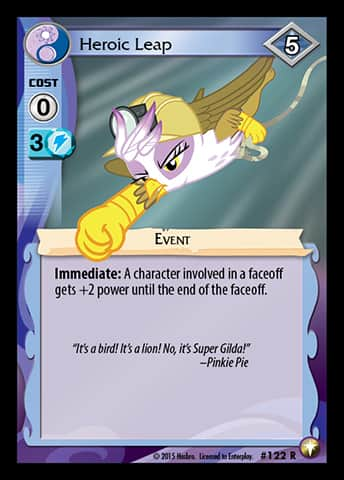 Heroic Leap
5
COST
0
3
EVENT
Immediate: A character involved in a faceoff
gets +2 power until the end of the faceoff.
"It's a bird! It's a lion! No, it's Super Gilda!"
–Pinkie Pie
© 2015 Hasbro. Licensed to Enterplay. #122 R